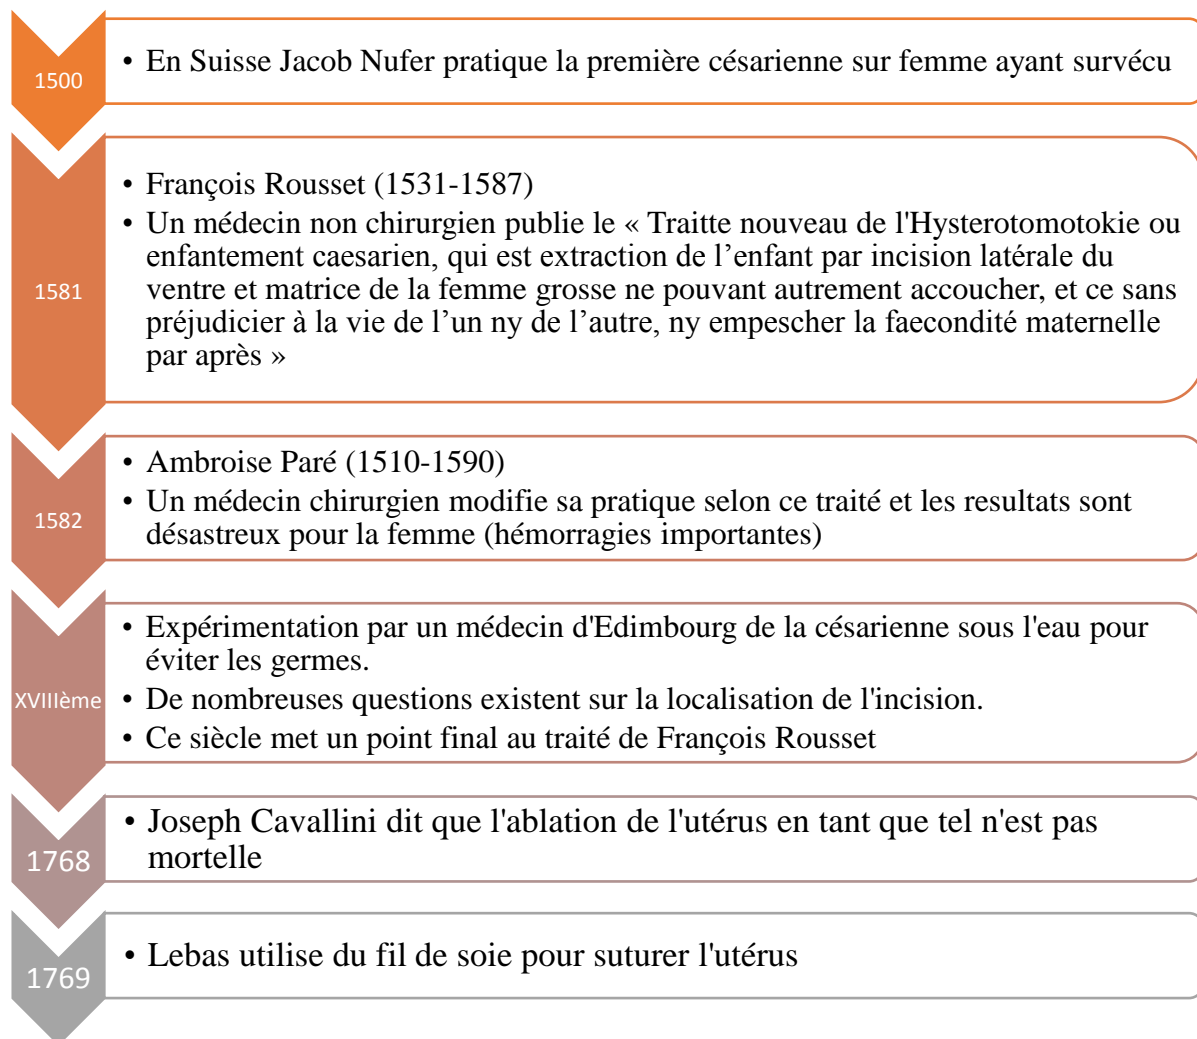 1500
• En Suisse Jacob Nufer pratique la première césarienne sur femme ayant survécu
1581
• François Rousset (1531-1587)
• Un médecin non chirurgien publie le « Traitte nouveau de l'Hysterotomotokie ou
enfantement caesarien, qui est extraction de l’enfant par incision latérale du
ventre et matrice de la femme grosse ne pouvant autrement accoucher, et ce sans
préjudicier à la vie de l’un ny de l’autre, ny empescher la faecondité maternelle
par après »
1582
• Ambroise Paré (1510-1590)
• Un médecin chirurgien modifie sa pratique selon ce traité et les resultats sont
désastreux pour la femme (hémorragies importantes)
XVIIIème
• Expérimentation par un médecin d'Edimbourg de la césarienne sous l'eau pour
éviter les germes.
• De nombreuses questions existent sur la localisation de l'incision.
• Ce siècle met un point final au traité de François Rousset
1768
• Joseph Cavallini dit que l'ablation de l'utérus en tant que tel n'est pas
mortelle
1769
• Lebas utilise du fil de soie pour suturer l'utérus